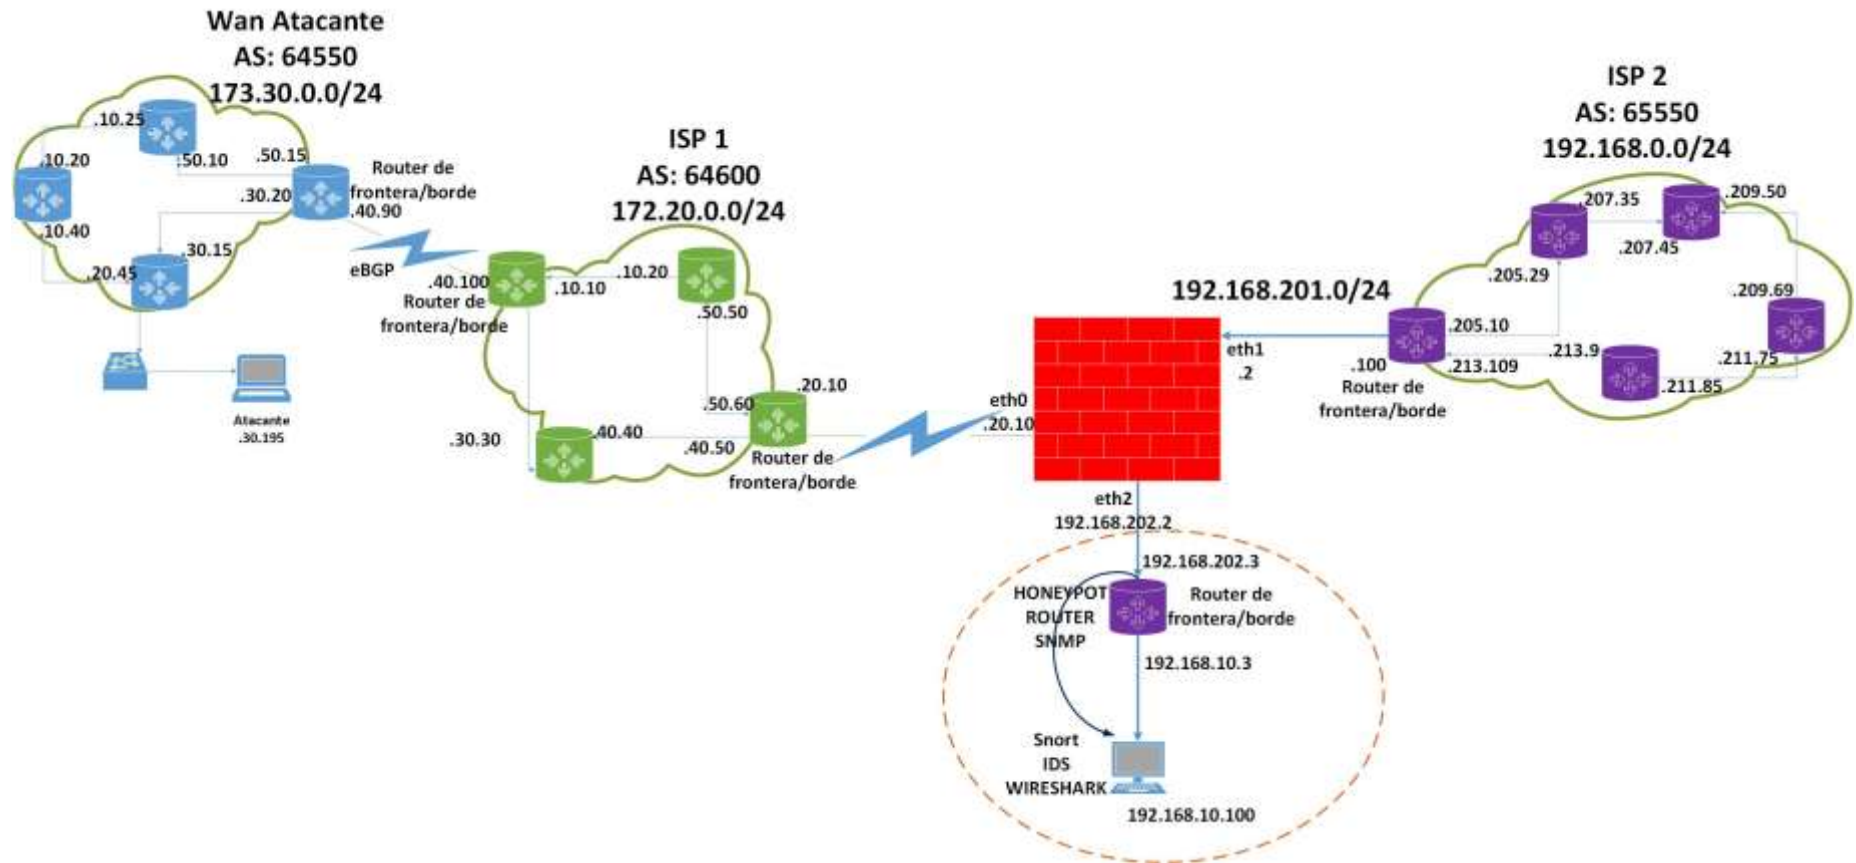 Wan Atacante
AS: 64550
173.30.0.0/24
.10.25
.10.20
.50.10
.50.15
.30.20
Router de
frontera/borde
.40.90
.10.40
.30.15
.20.45
eBGP
Atacante
.30.195
ISP 1
AS: 64600
172.20.0.0/24
.40.100
Router de
frontera/borde
.10.10
.10.20
.50.50
.50.60
.20.10
.30.30
.40.40
.40.50
Router de
frontera/borde
eth0
.20.10
192.168.201.0/24
eth1
.2
ISP 2
AS: 65550
192.168.0.0/24
.207.35
.209.50
.207.45
.205.29
.209.69
.205.10
.213.9
.211.75
.100
.213.109
.211.85
Router de
frontera/borde
eth2
192.168.202.2
192.168.202.3
HONEYPOT
ROUTER
SNMP
Router de
frontera/borde
192.168.10.3
Snort
IDS
WIRESHARK
192.168.10.100